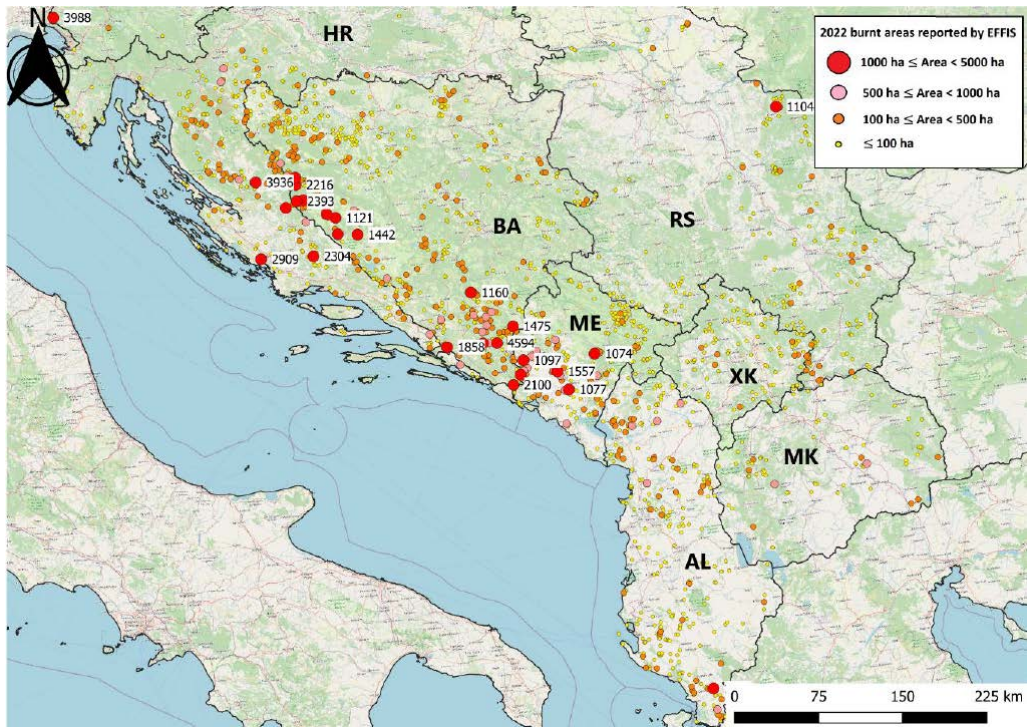 N
3988
HR
2022 burnt areas reported by EFFIS
1000 ha ≤ Area < 5000 ha
500 ha ≤ Area < 1000 ha
100 ha ≤ Area < 500 ha
≤ 100 ha
1104
3936
2216
2393
1121
1442
BA
RS
2909
2304
1160
1475
ME
1858
4594
1074
1097
1557
XK
2100
1077
MK
AL
0 75 150 225 km